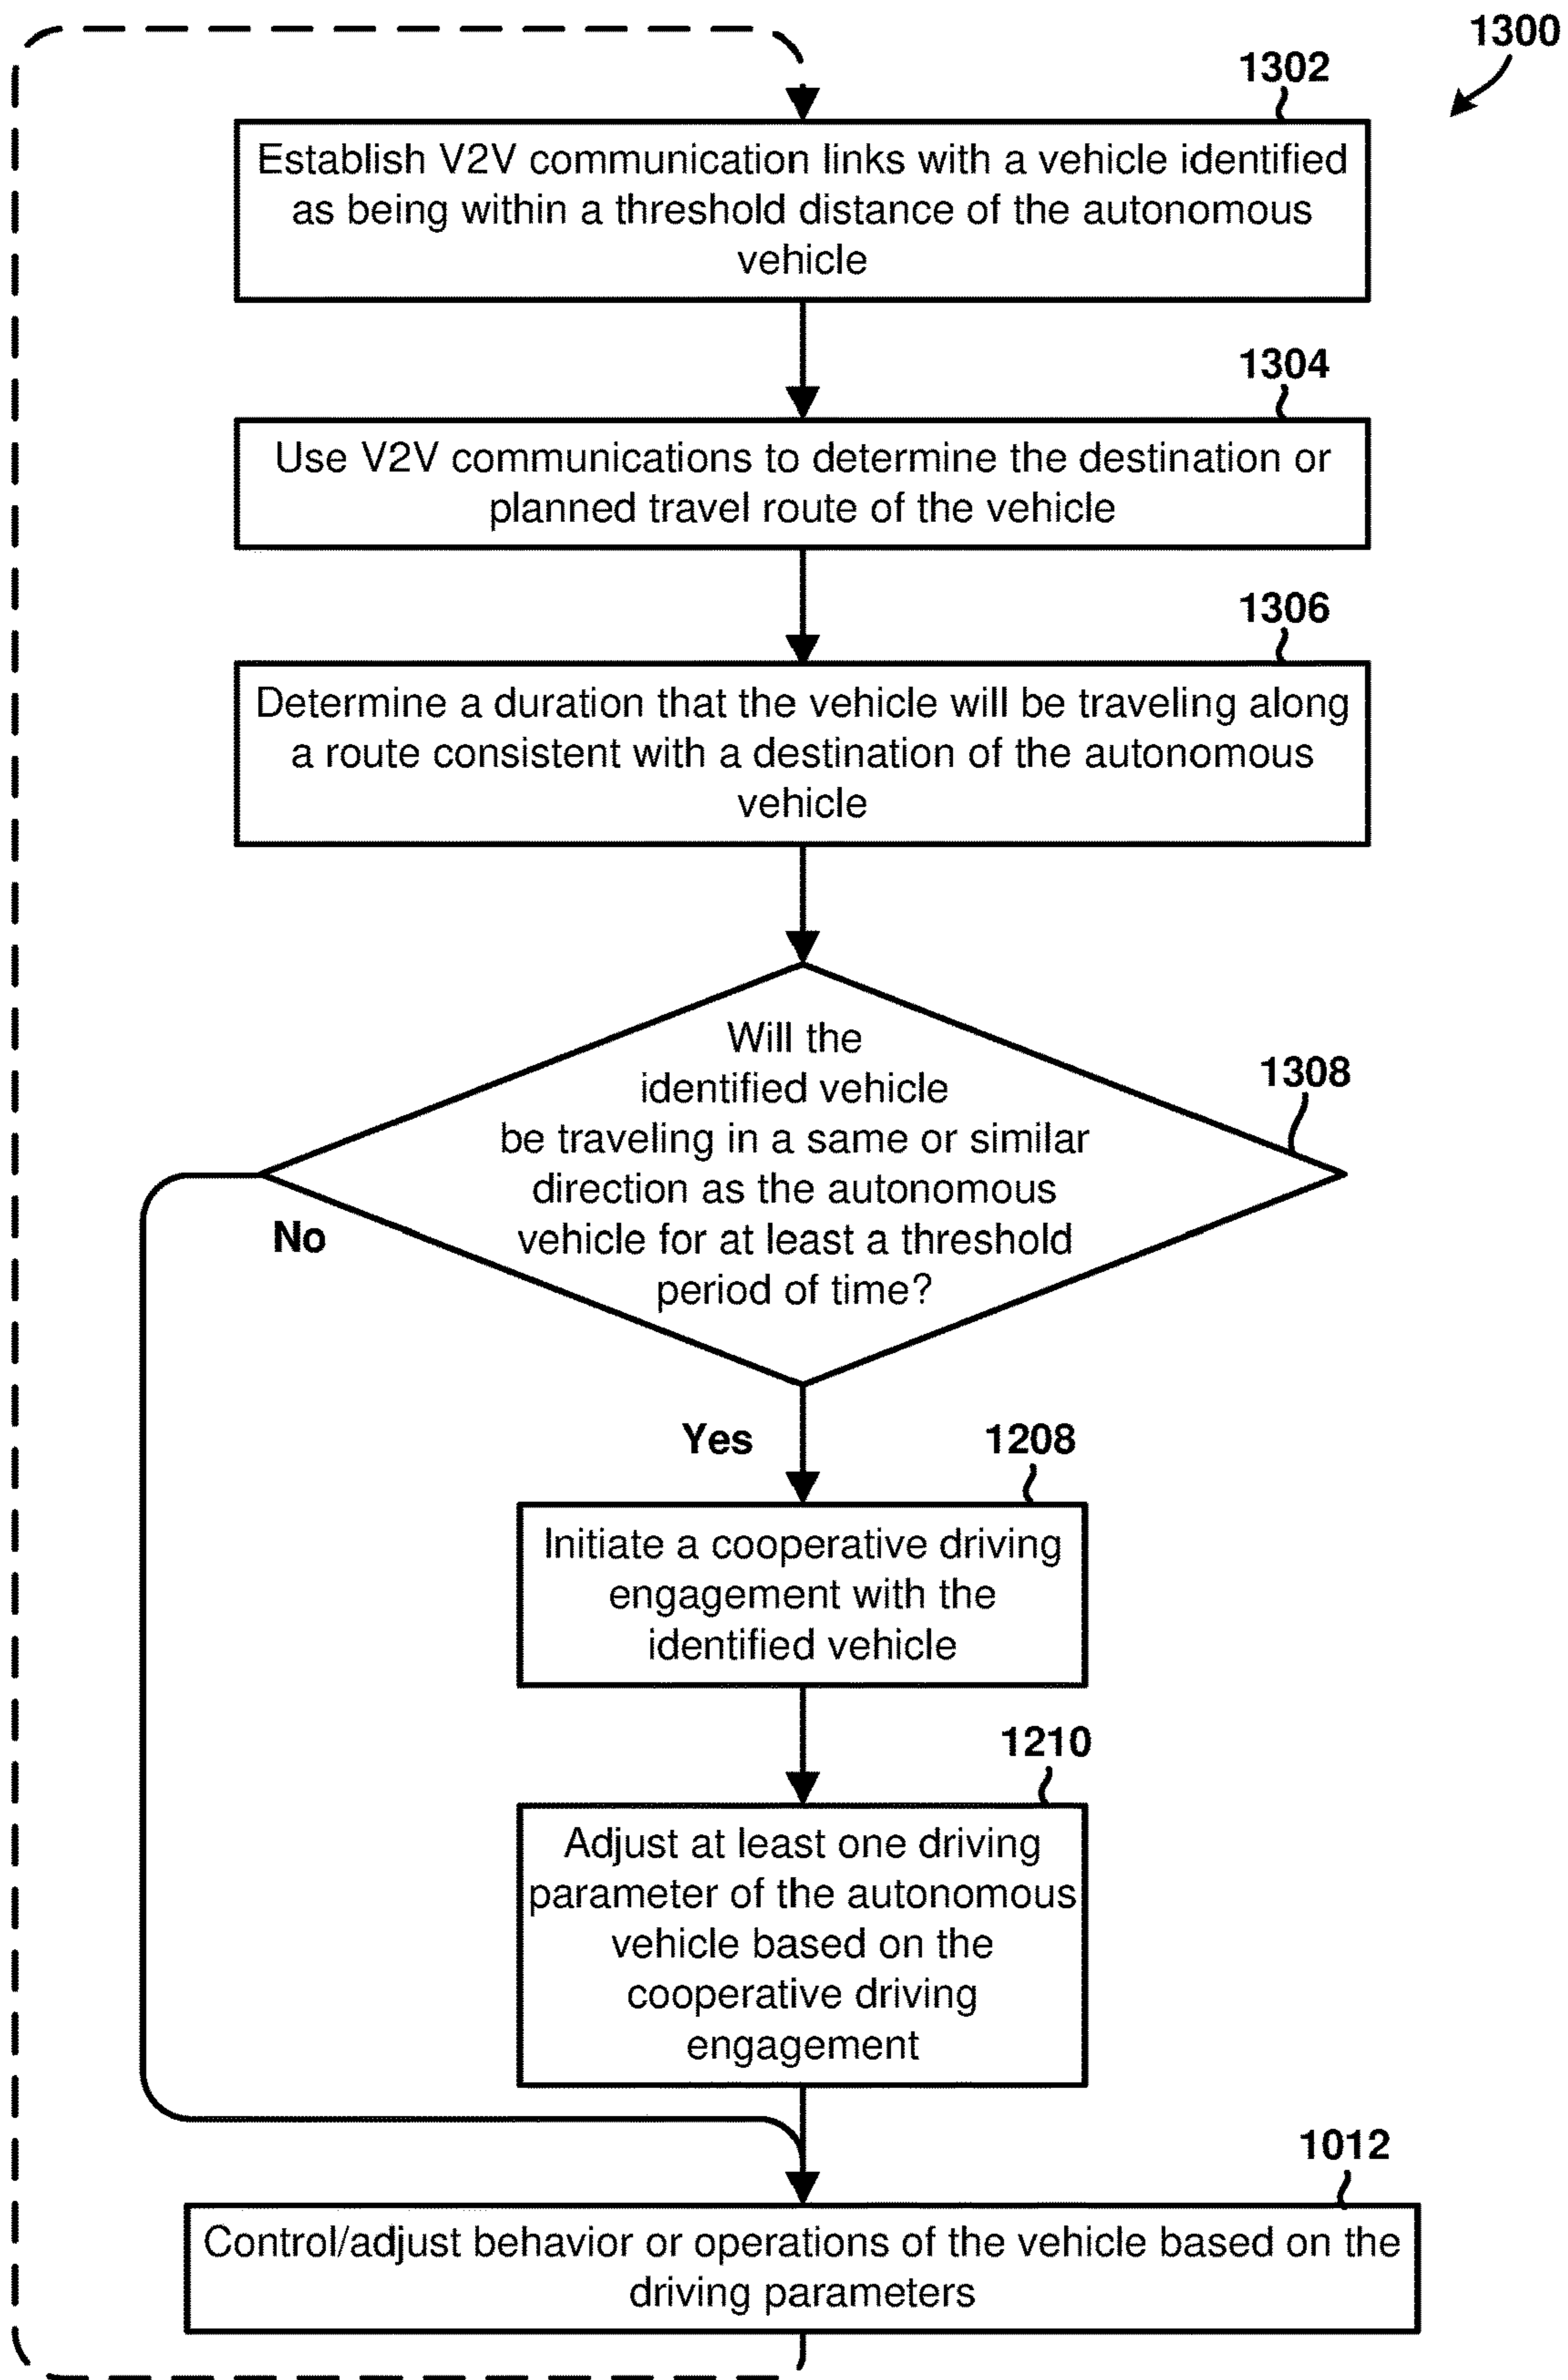 1300
1302
Establish V2V communication links with a vehicle identified
as being within a threshold distance of the autonomous
vehicle
1304
Use V2V communications to determine the destination or
planned travel route of the vehicle
1306
Determine a duration that the vehicle will be traveling along
a route consistent with a destination of the autonomous
vehicle
1308
Will the
identified vehicle
be traveling in a same or similar
direction as the autonomous
vehicle for at least a threshold
period of time?
No
Yes
1208
Initiate a cooperative driving
engagement with the
identified vehicle
1210
Adjust at least one driving
parameter of the autonomous
vehicle based on the
cooperative driving
engagement
1012
Control/adjust behavior or operations of the vehicle based on the
driving parameters